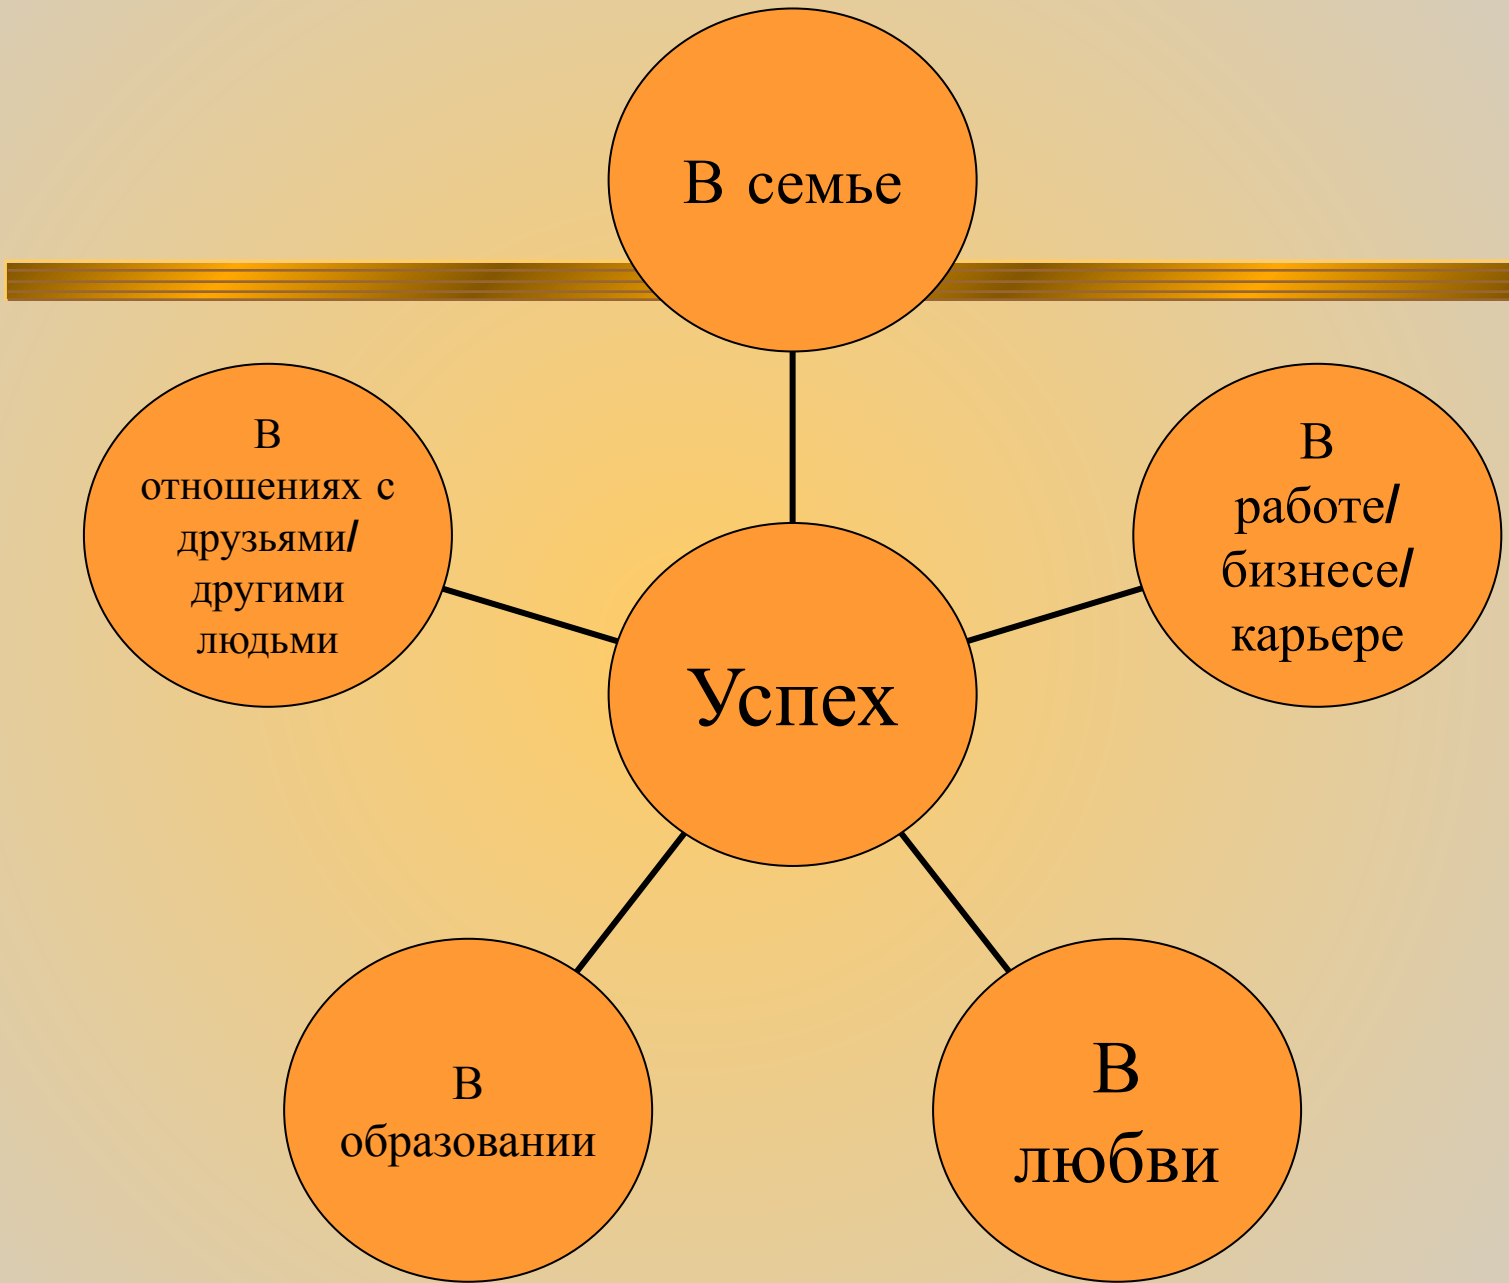 В семье
В
отношениях с
друзьями/
другими
людьми
В
работе/
бизнесе/
карьере
Успех
В
образовании
В
любви